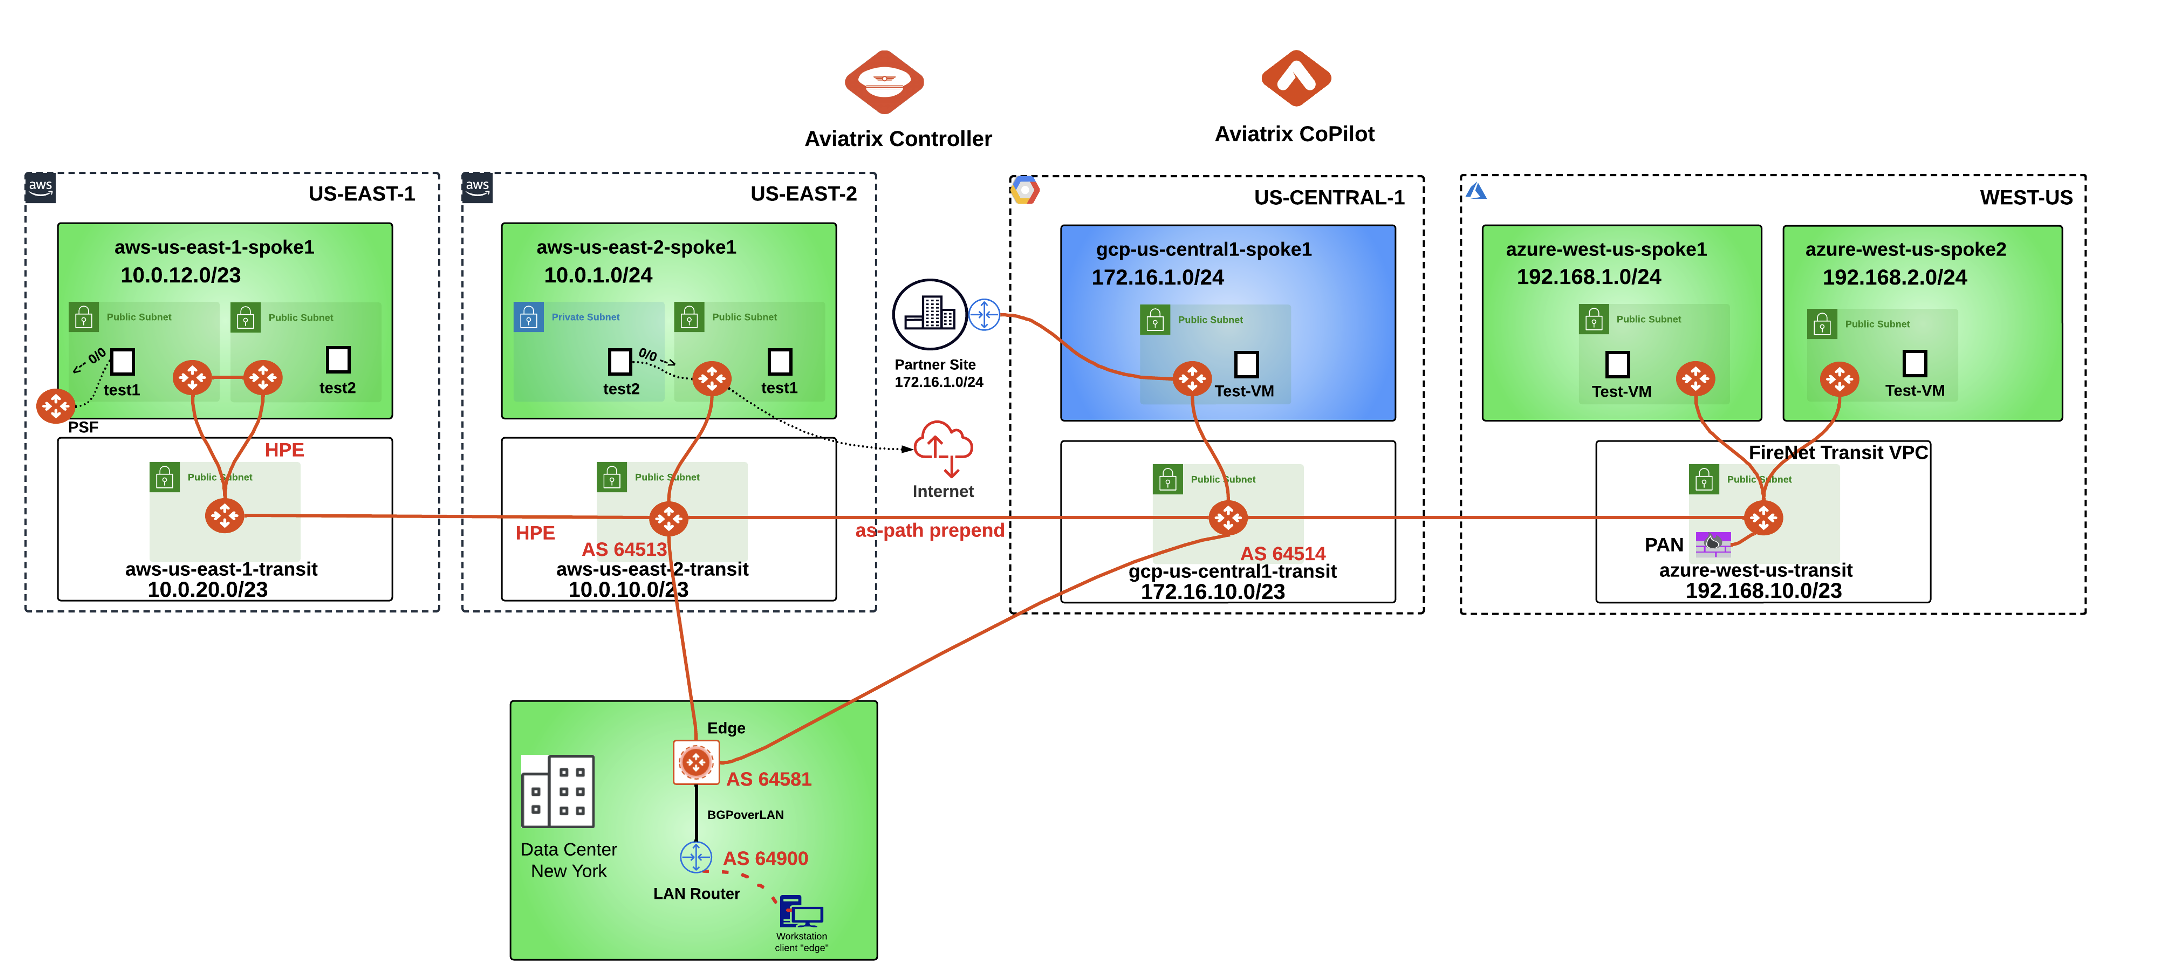 Aviatrix Controller
Aviatrix CoPilot
aws
US-EAST-1
aws-us-east-1-spoke1
10.0.12.0/23
Public Subnet
Public Subnet
0/0
test1
test2
PSF
HPE
Public Subnet
aws-us-east-1-transit
10.0.20.0/23
aws
US-EAST-2
aws-us-east-2-spoke1
10.0.1.0/24
Private Subnet
Public Subnet
0/0
test2
test1
HPE
Public Subnet
AS 64513
aws-us-east-2-transit
10.0.10.0/23
Partner Site
172.16.1.0/24
Internet
as-path prepend
US-CENTRAL-1
gcp-us-central1-spoke1
172.16.1.0/24
Public Subnet
Test-VM
Public Subnet
AS 64514
gcp-us-central1-transit
172.16.10.0/23
WEST-US
azure-west-us-spoke1
192.168.1.0/24
Public Subnet
Test-VM
azure-west-us-spoke2
192.168.2.0/24
Public Subnet
Test-VM
FireNet Transit VPC
Public Subnet
PAN
azure-west-us-transit
192.168.10.0/23
Edge
AS 64581
BGPoverLAN
Data Center
New York
AS 64900
LAN Router
Workstation
client "edge"